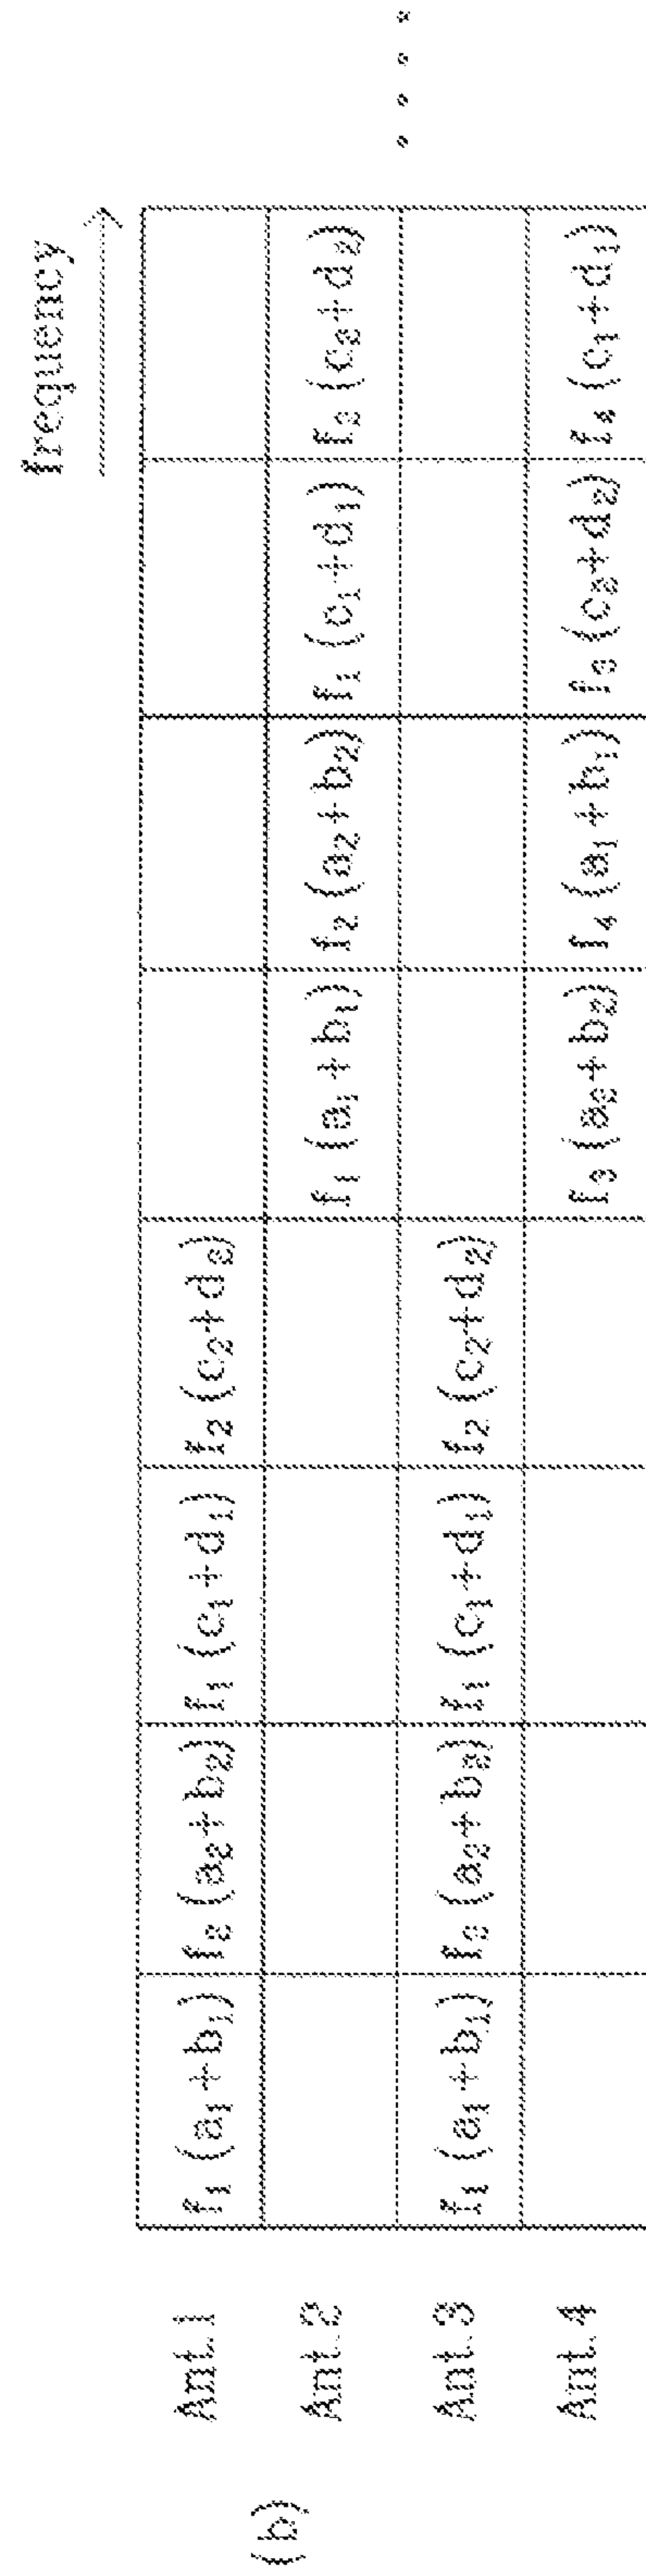 frequency
Ant.1 f₁ (a₁+b₁) f₂ (a₂+b₂) f₁ (c₁+d₁) f₂ (c₂+d₂)
Ant.2 f₁ (a₁+b₁) f₂ (a₂+b₂) f₁ (c₁+d₁) f₂ (c₂+d₂)
(b)
Ant.3 f₁ (a₁+b₁) f₂ (a₂+b₂) f₁ (c₁+d₁) f₂ (c₂+d₂)
Ant.4 f₃ (a₂+b₂) f₄ (a₁+b₁) f₃ (c₂+d₂) f₄ (c₁+d₁)